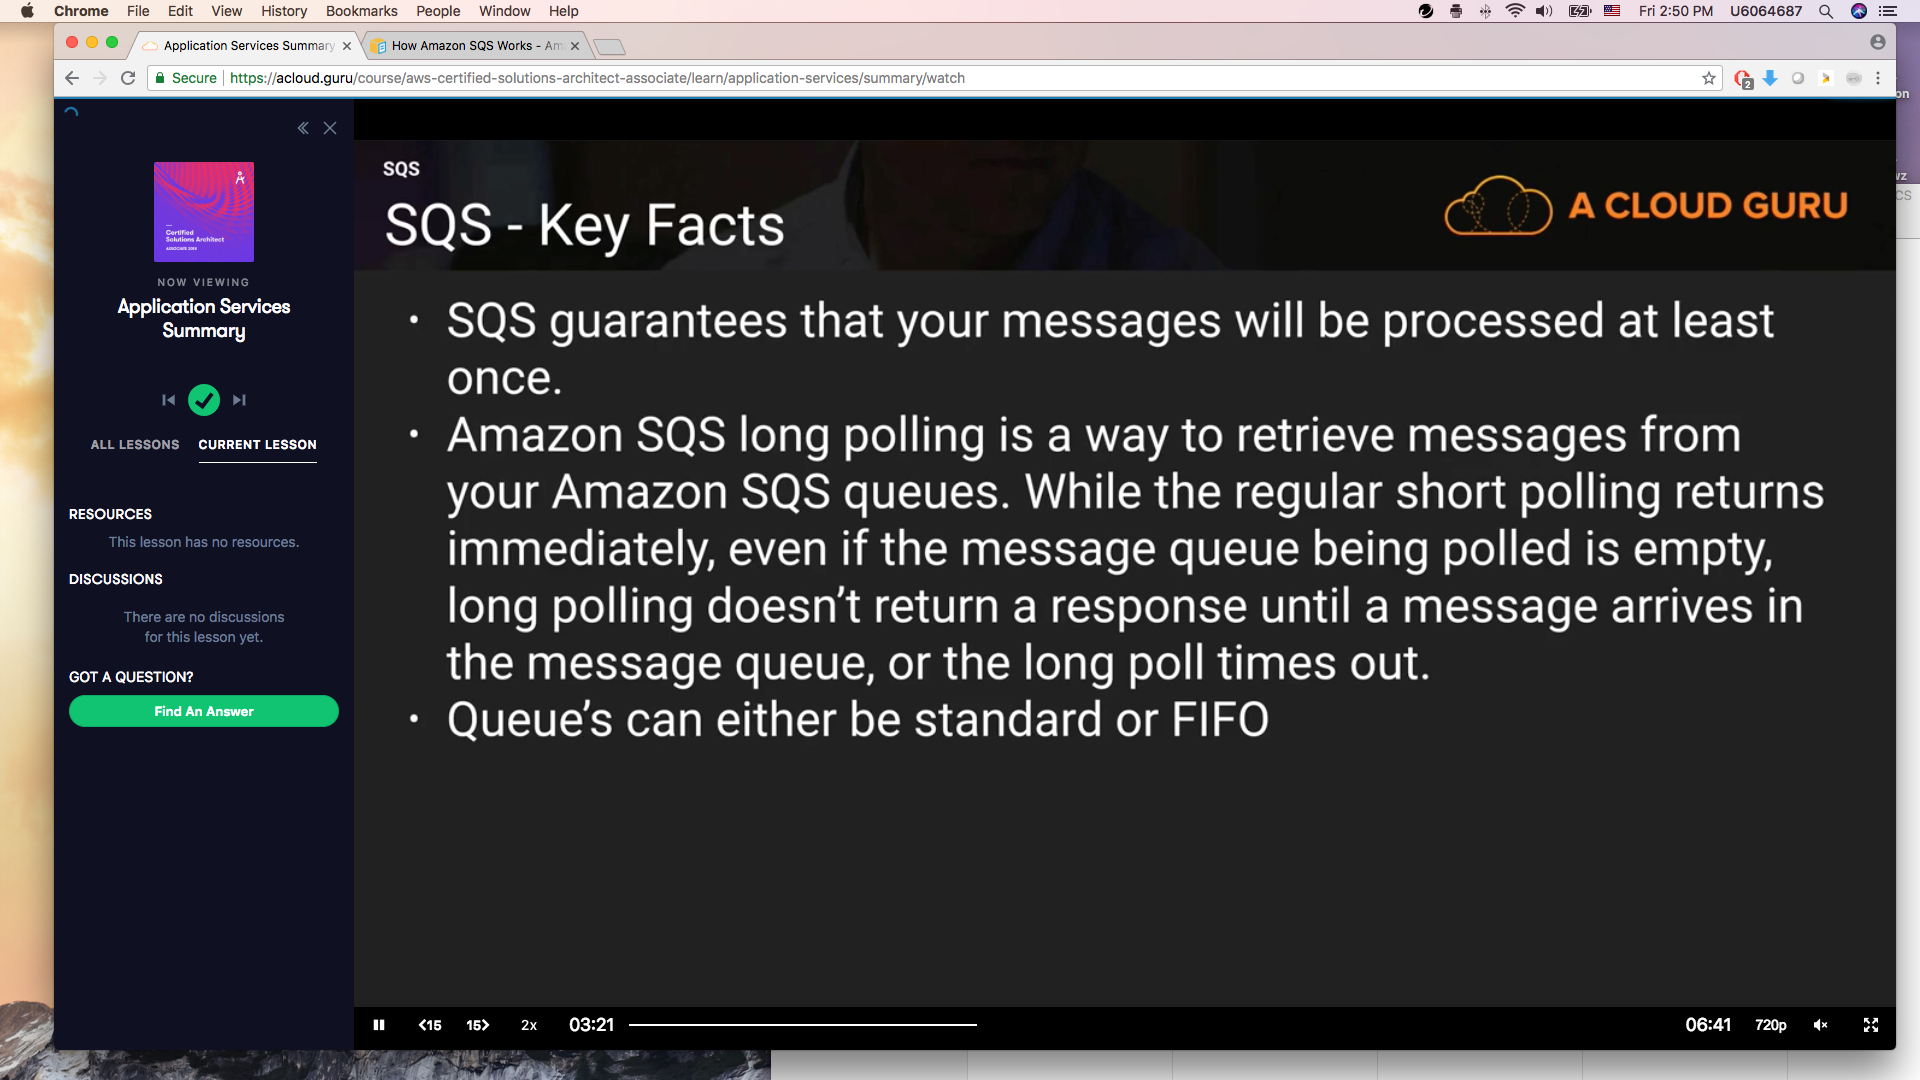 Chrome File Edit View History Bookmarks People Window Help Fri 2:50 PM U6064687
Application Services Summary
How Amazon SQS Works - Am
Secure https://acloud.guru/course/aws-certified-solutions-architect-associate/learn/application-services/summary/watch
2
on
wz
CS
Certified
Solutions Architect
NOW VIEWING
Application Services
Summary
ALL LESSONS CURRENT LESSON
RESOURCES
This lesson has no resources.
DISCUSSIONS
There are no discussions
for this lesson yet.
GOT A QUESTION?
Find An Answer
SQS
SQS - Key Facts
A CLOUD GURU
• SQS guarantees that your messages will be processed at least
once.
• Amazon SQS long polling is a way to retrieve messages from
your Amazon SQS queues. While the regular short polling returns
immediately, even if the message queue being polled is empty,
long polling doesn’t return a response until a message arrives in
the message queue, or the long poll times out.
• Queue’s can either be standard or FIFO
<15 15> 2x 03:21 06:41 720p